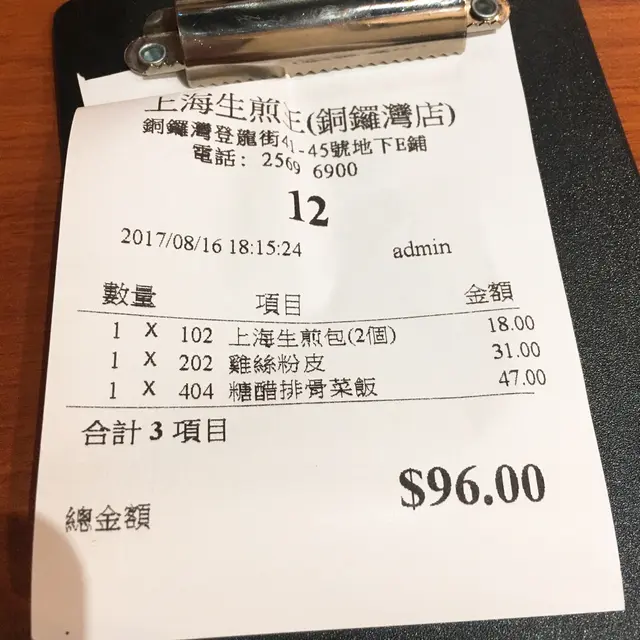 上海生煎王(銅鑼灣店)
銅鑼灣登龍街41-45號地下E鋪
電話: 2569 6900
12
2017/08/16 18:15:24 admin
數量 項目 金額
1 X 102 上海生煎包(2個) 18.00
1 X 202 雞絲粉皮 31.00
1 X 404 糖醋排骨菜飯 47.00
合計 3 項目
$96.00
總金額